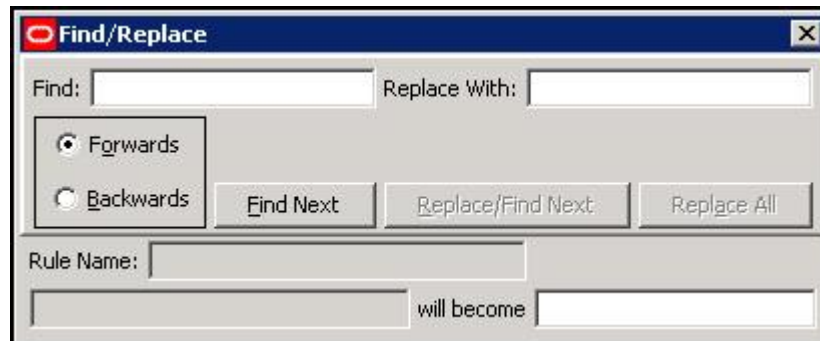 Find/Replace
Find: Replace With:
Forwards
Backwards Find Next Replace/Find Next Replace All
Rule Name:
will become